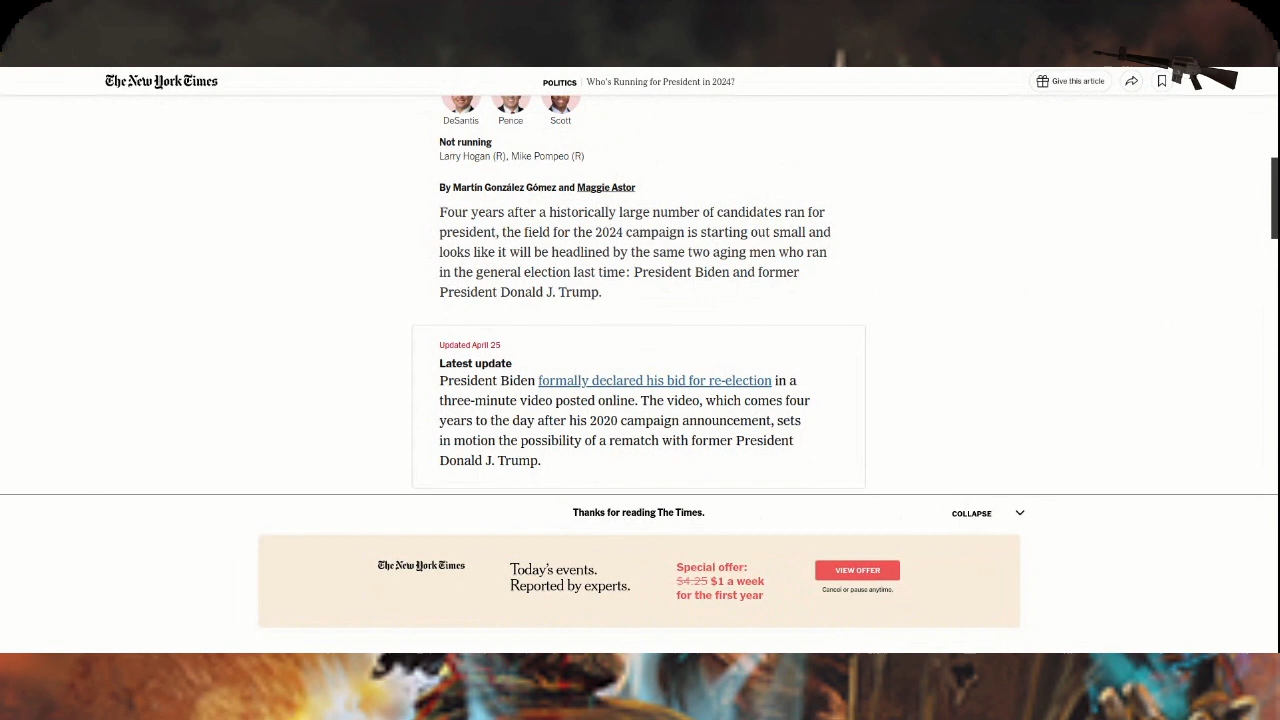 The New York Times
POLITICS | Who's Running for President in 2024?
Give this article
DeSantis Pence Scott
Not running
Larry Hogan (R), Mike Pompeo (R)
By Martín González Gómez and Maggie Astor
Four years after a historically large number of candidates ran for
president, the field for the 2024 campaign is starting out small and
looks like it will be headlined by the same two aging men who ran
in the general election last time: President Biden and former
President Donald J. Trump.
Updated April 25
Latest update
President Biden formally declared his bid for re-election in a
three-minute video posted online. The video, which comes four
years to the day after his 2020 campaign announcement, sets
in motion the possibility of a rematch with former President
Donald J. Trump.
Thanks for reading The Times.
COLLAPSE
The New York Times
Today's events.
Reported by experts.
Special offer:
$4.25 $1 a week
for the first year
VIEW OFFER
Cancel or pause anytime.